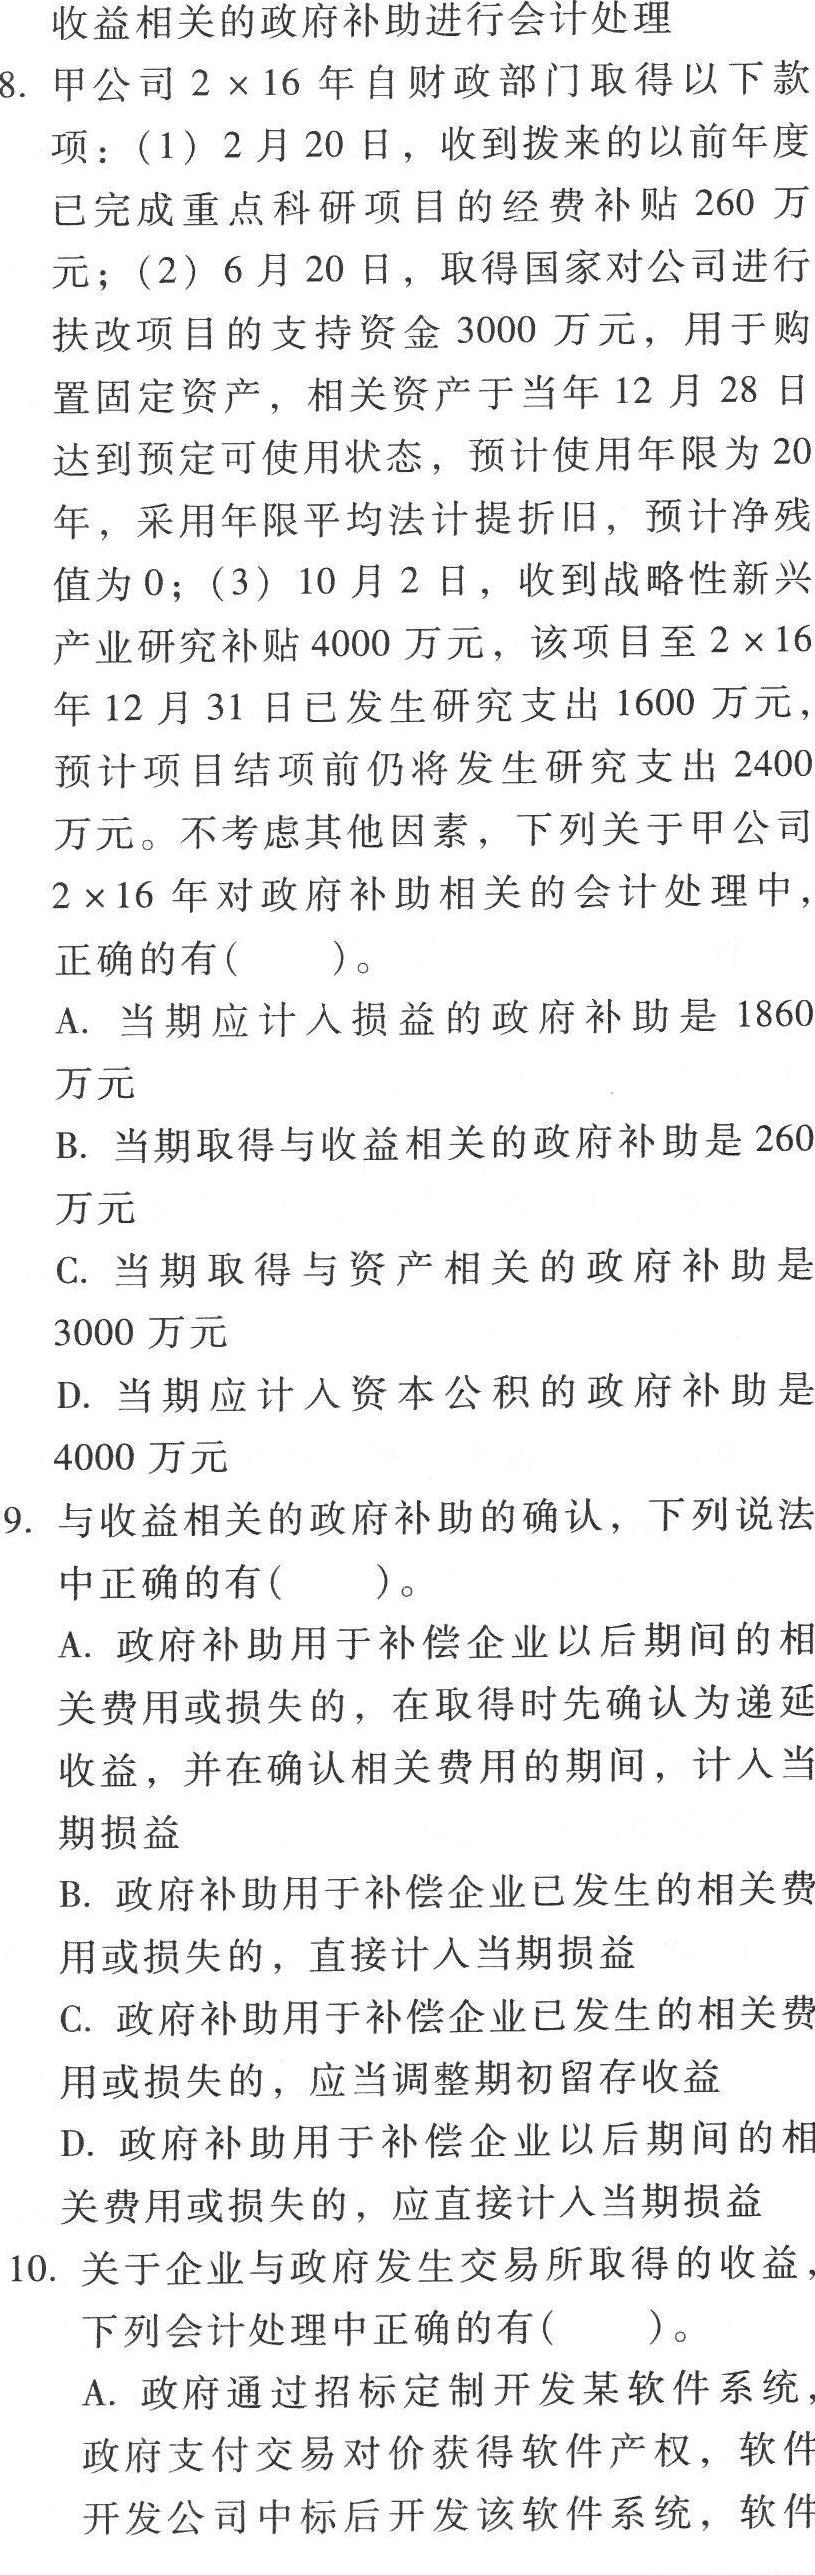 收益相关的政府补助进行会计处理
8. 甲公司 2×16 年自财政部门取得以下款
项：(1) 2 月 20 日，收到拨来的以前年度
已完成重点科研项目的经费补贴 260 万
元；(2) 6 月 20 日，取得国家对公司进行
扶改项目的支持资金 3000 万元，用于购
置固定资产，相关资产于当年 12 月 28 日
达到预定可使用状态，预计使用年限为 20
年，采用年限平均法计提折旧，预计净残
值为 0；(3) 10 月 2 日，收到战略性新兴
产业研究补贴 4000 万元，该项目至 2×16
年 12 月 31 日已发生研究支出 1600 万元，
预计项目结项前仍将发生研究支出 2400
万元。不考虑其他因素，下列关于甲公司
2×16 年对政府补助相关的会计处理中，
正确的有(　　)。
A. 当期应计入损益的政府补助是 1860
万元
B. 当期取得与收益相关的政府补助是 260
万元
C. 当期取得与资产相关的政府补助是
3000 万元
D. 当期应计入资本公积的政府补助是
4000 万元
9. 与收益相关的政府补助的确认，下列说法
中正确的有(　　)。
A. 政府补助用于补偿企业以后期间的相
关费用或损失的，在取得时先确认为递延
收益，并在确认相关费用的期间，计入当
期损益
B. 政府补助用于补偿企业已发生的相关费
用或损失的，直接计入当期损益
C. 政府补助用于补偿企业已发生的相关费
用或损失的，应当调整期初留存收益
D. 政府补助用于补偿企业以后期间的相
关费用或损失的，应直接计入当期损益
10. 关于企业与政府发生交易所取得的收益，
下列会计处理中正确的有(　　)。
A. 政府通过招标定制开发某软件系统，
政府支付交易对价获得软件产权，软件
开发公司中标后开发该软件系统，软件